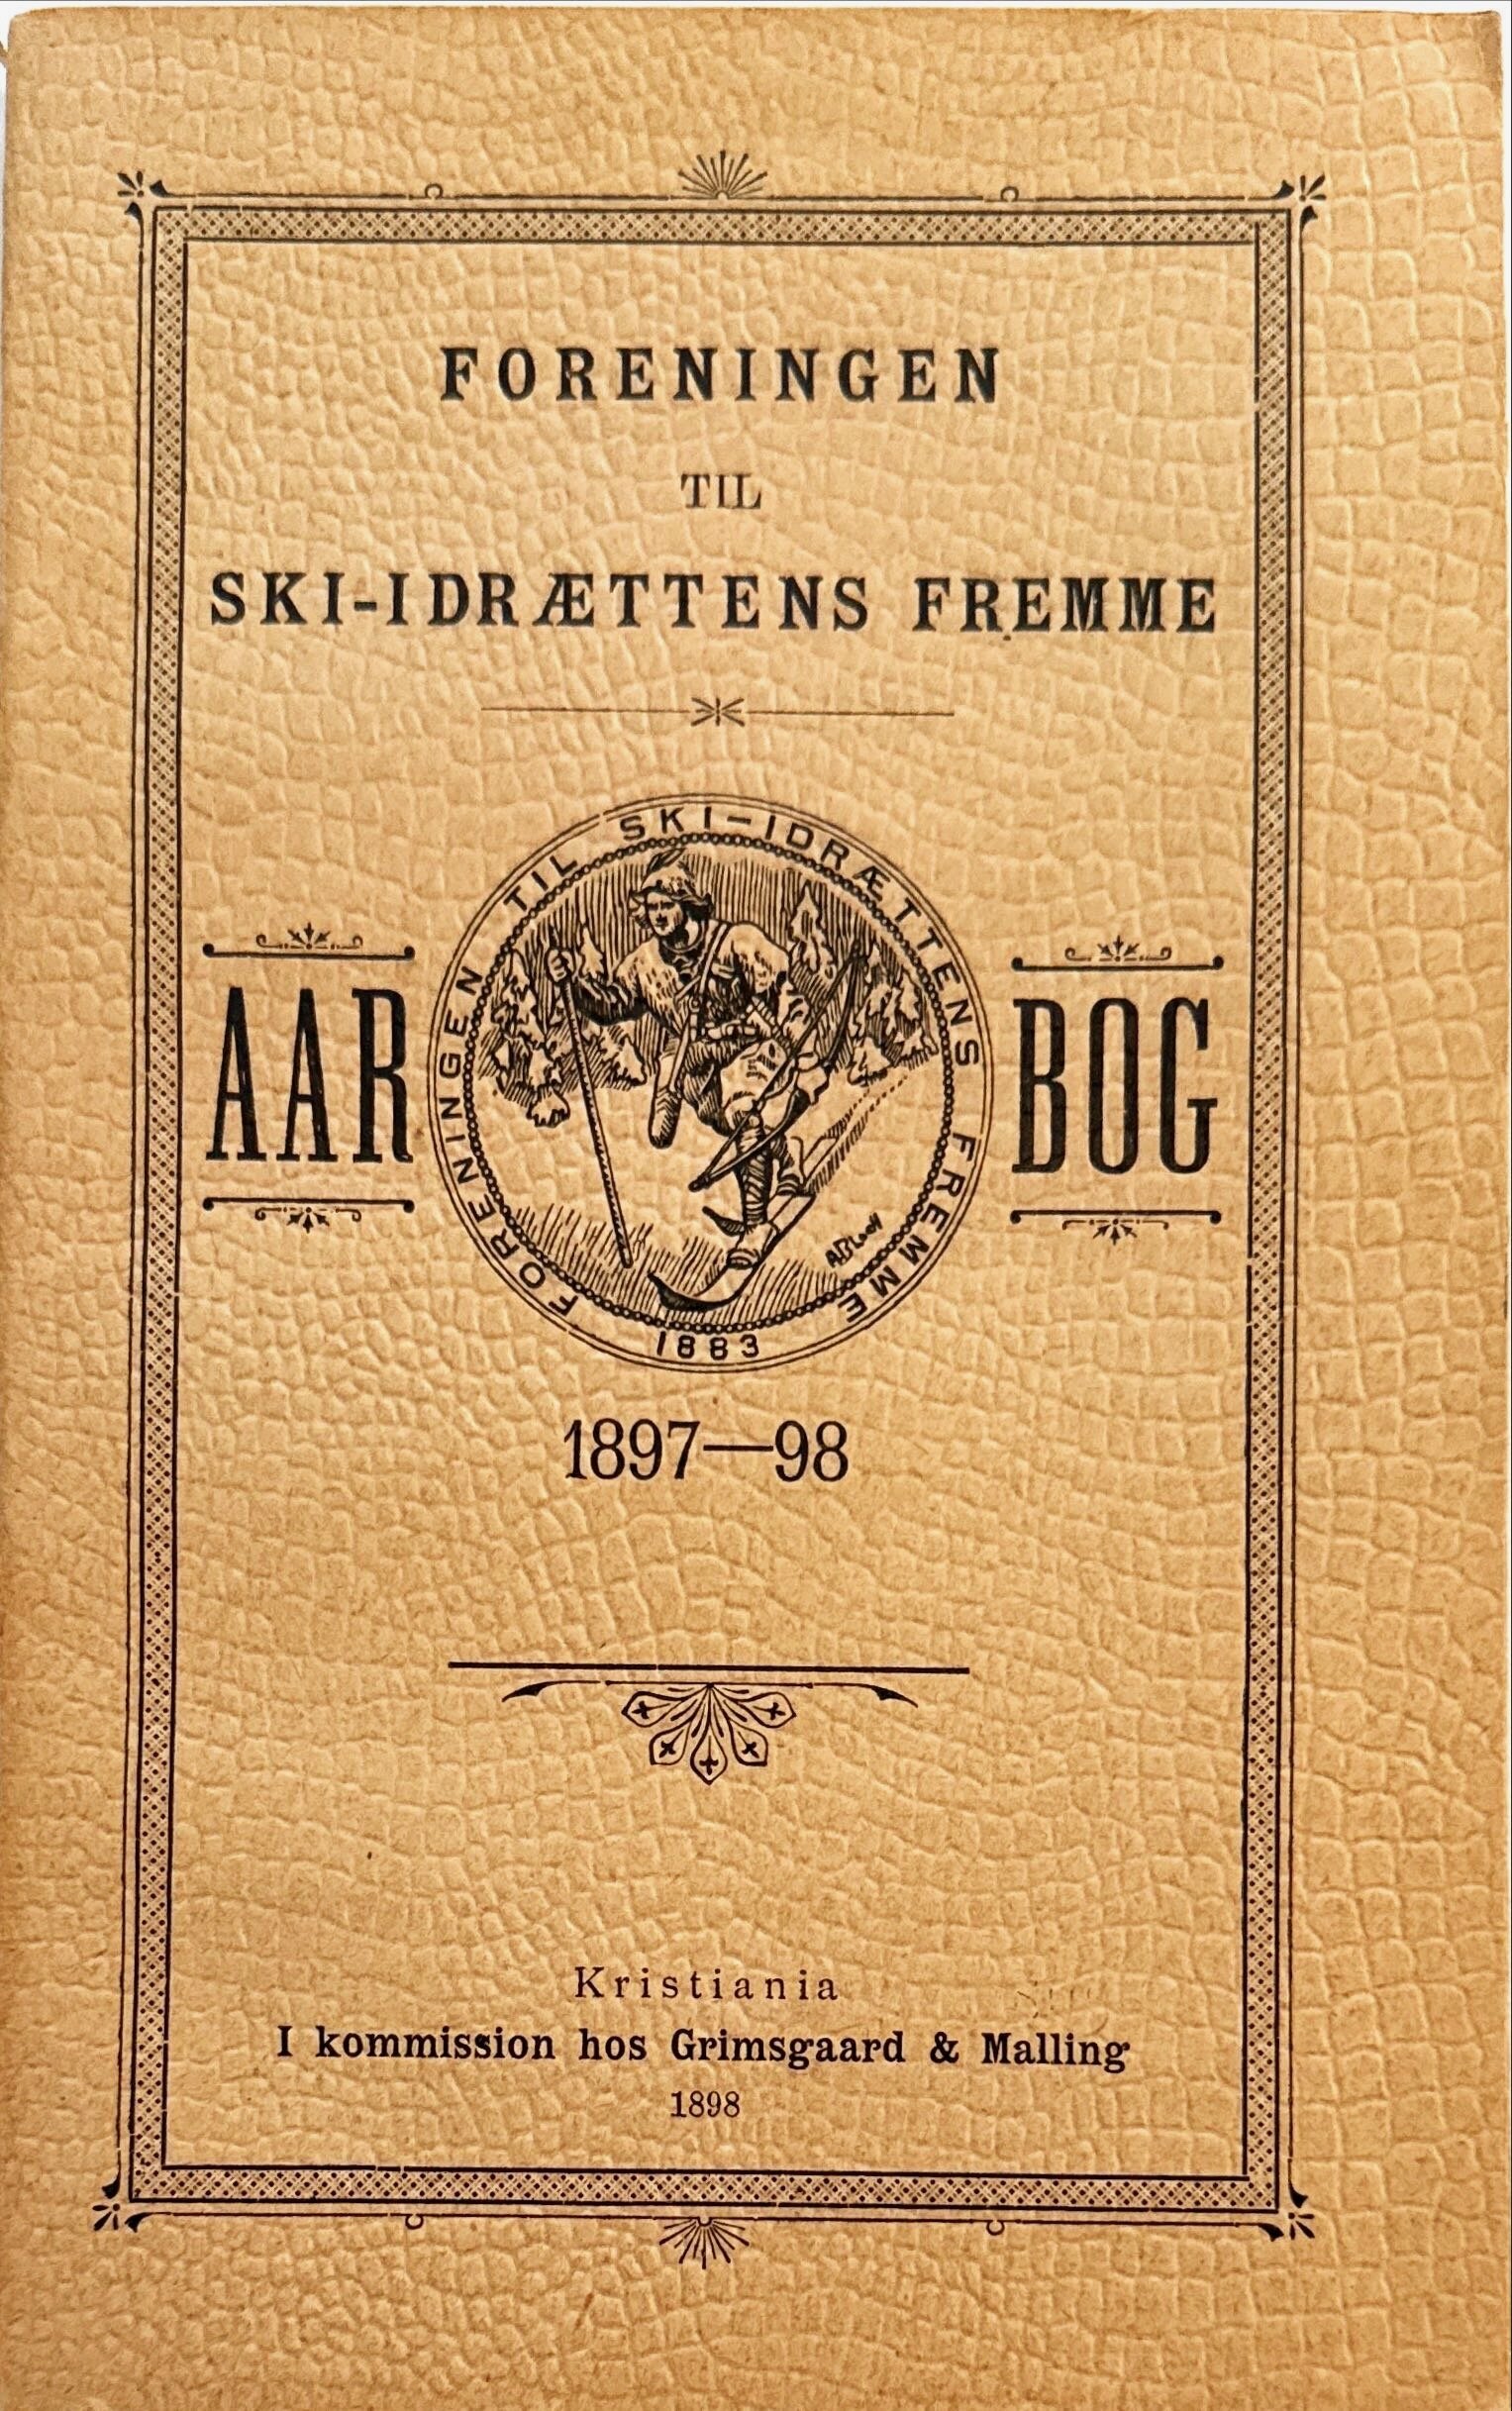 FORENINGEN
TIL
SKI-IDRÆTTENS FREMME
AAR BOG
FORENINGEN TIL SKI-IDRÆTTENS FREMME
1883
1897—98
Kristiania
I kommission hos Grimsgaard & Malling
1898